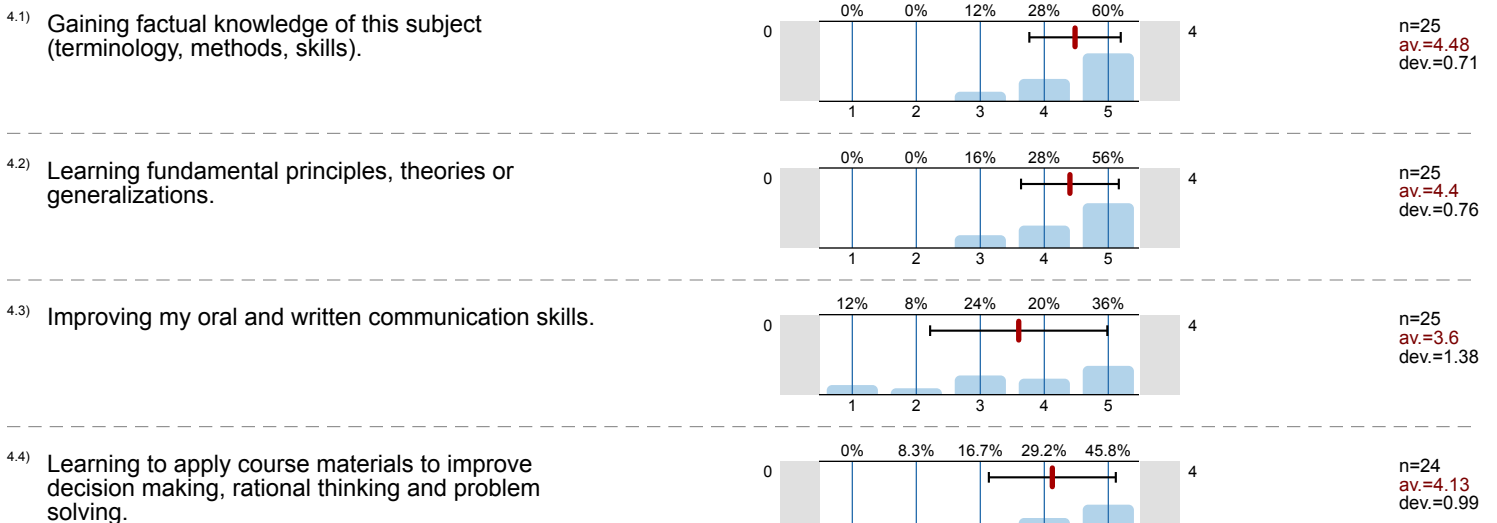 4.1) Gaining factual knowledge of this subject
(terminology, methods, skills).
0% 0% 12% 28% 60%
0 4
1 2 3 4 5
n=25
av.=4.48
dev.=0.71
4.2) Learning fundamental principles, theories or
generalizations.
0% 0% 16% 28% 56%
0 4
1 2 3 4 5
n=25
av.=4.4
dev.=0.76
4.3) Improving my oral and written communication skills.
12% 8% 24% 20% 36%
0 4
1 2 3 4 5
n=25
av.=3.6
dev.=1.38
4.4) Learning to apply course materials to improve
decision making, rational thinking and problem
solving.
0% 8.3% 16.7% 29.2% 45.8%
0 4
n=24
av.=4.13
dev.=0.99